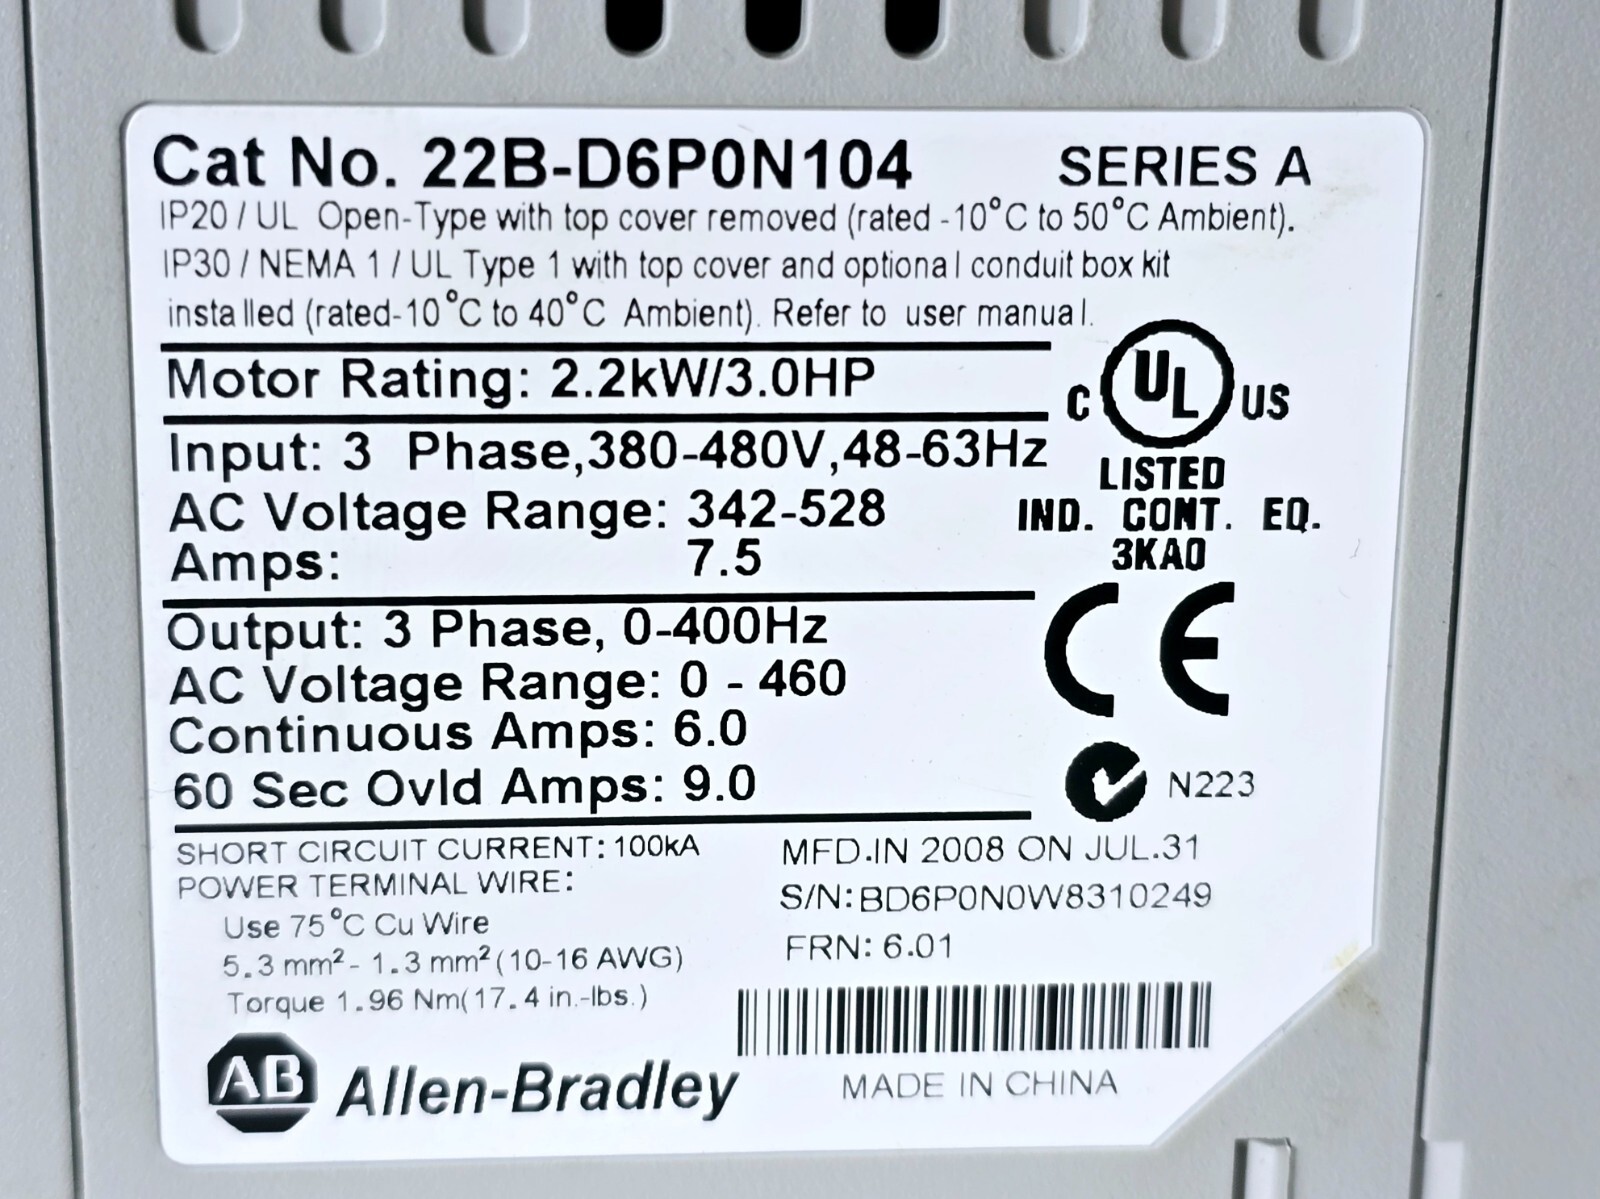 Cat No. 22B-D6P0N104 SERIES A
IP20 / UL Open-Type with top cover removed (rated -10°C to 50°C Ambient).
IP30 / NEMA 1 / UL Type 1 with top cover and optional conduit box kit
installed (rated-10°C to 40°C Ambient). Refer to user manual.
Motor Rating: 2.2kW/3.0HP
Input: 3 Phase,380-480V,48-63Hz
AC Voltage Range: 342-528
Amps: 7.5
C UL US
LISTED
IND. CONT. EQ.
3KA0
Output: 3 Phase, 0-400Hz
AC Voltage Range: 0 - 460
Continuous Amps: 6.0
60 Sec Ovld Amps: 9.0
CE
N223
SHORT CIRCUIT CURRENT: 100kA
POWER TERMINAL WIRE:
Use 75°C Cu Wire
5.3 mm² - 1.3 mm² (10-16 AWG)
Torque 1.96 Nm(17.4 in.-lbs.)
MFD.IN 2008 ON JUL.31
S/N: BD6P0N0W8310249
FRN: 6.01
AB Allen-Bradley
MADE IN CHINA